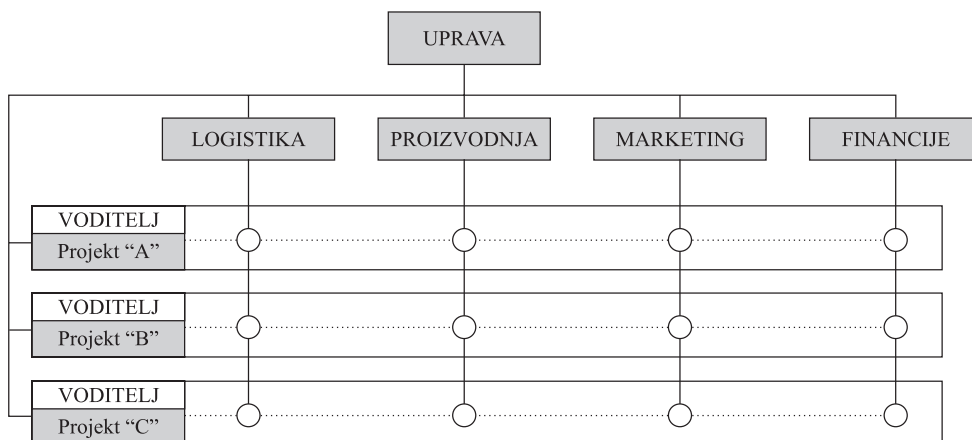 UPRAVA
LOGISTIKA
PROIZVODNJA
MARKETING
FINANCIJE
VODITELJ
Projekt “A”
VODITELJ
Projekt “B”
VODITELJ
Projekt “C”